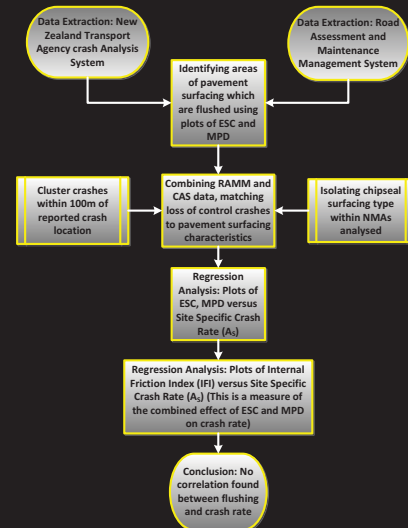 Data Extraction: New
Zealand Transport
Agency crash Analysis
System
Data Extraction: Road
Assessment and
Maintenance
Management System
Identifying areas of
pavement
surfacing which
are flushed using
plots of ESC and
MPD
Cluster crashes
within 100m of
reported crash
location
Combining RAMM and
CAS data, matching
loss of control crashes
to pavement surfacing
characteristics
Isolating chipseal
surfacing type
within NMAs
analysed
Regression
Analysis: Plots of
ESC, MPD versus
Site Specific Crash
Rate (AS)
Regression Analysis: Plots of Internal
Friction Index (IFI) versus Site Specific
Crash Rate (AS) (This is a measure of
the combined effect of ESC and MPD
on crash rate)
Conclusion: No
correlation found
between flushing
and crash rate